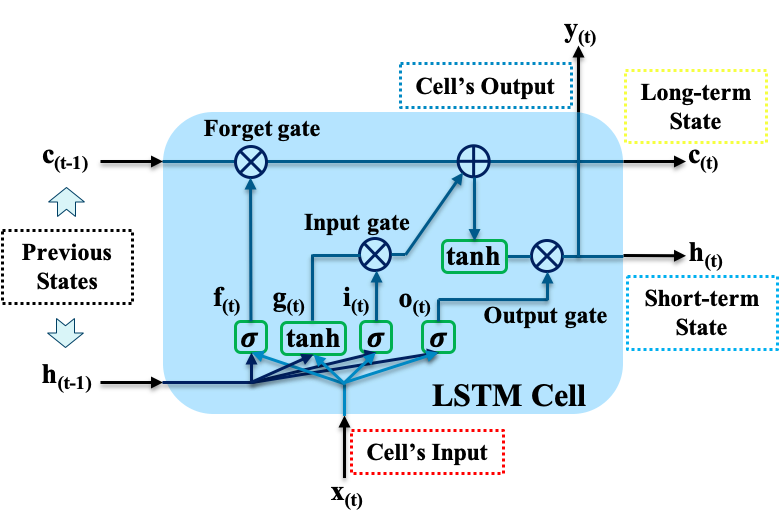 y(t)
Cell's Output
Long-term
State
Forget gate
c(t-1)
c(t)
Previous
States
Input gate
tanh
h(t)
f(t)
g(t)
i(t)
o(t)
Output gate
Short-term
State
σ
tanh
σ
σ
h(t-1)
LSTM Cell
Cell's Input
x(t)